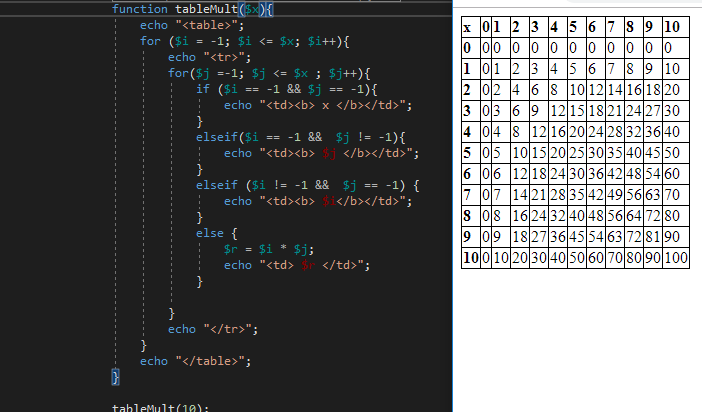 function tableMult($x){
echo "<table>";
for ($i = -1; $i <= $x; $i++){
echo "<tr>";
for($j =-1; $j <= $x ; $j++){
if ($i == -1 && $j == -1){
echo "<td><b> x </b></td>";
}
elseif($i == -1 && $j != -1){
echo "<td><b> $j </b></td>";
}
elseif ($i != -1 && $j == -1) {
echo "<td><b> $i</b></td>";
}
else {
$r = $i * $j;
echo "<td> $r </td>";
}
}
echo "</tr>";
}
echo "</table>";
}
tableMult(10);
x 0 1 2 3 4 5 6 7 8 9 10
0 0 0 0 0 0 0 0 0 0 0 0
1 0 1 2 3 4 5 6 7 8 9 10
2 0 2 4 6 8 10 12 14 16 18 20
3 0 3 6 9 12 15 18 21 24 27 30
4 0 4 8 12 16 20 24 28 32 36 40
5 0 5 10 15 20 25 30 35 40 45 50
6 0 6 12 18 24 30 36 42 48 54 60
7 0 7 14 21 28 35 42 49 56 63 70
8 0 8 16 24 32 40 48 56 64 72 80
9 0 9 18 27 36 45 54 63 72 81 90
10 0 10 20 30 40 50 60 70 80 90 100